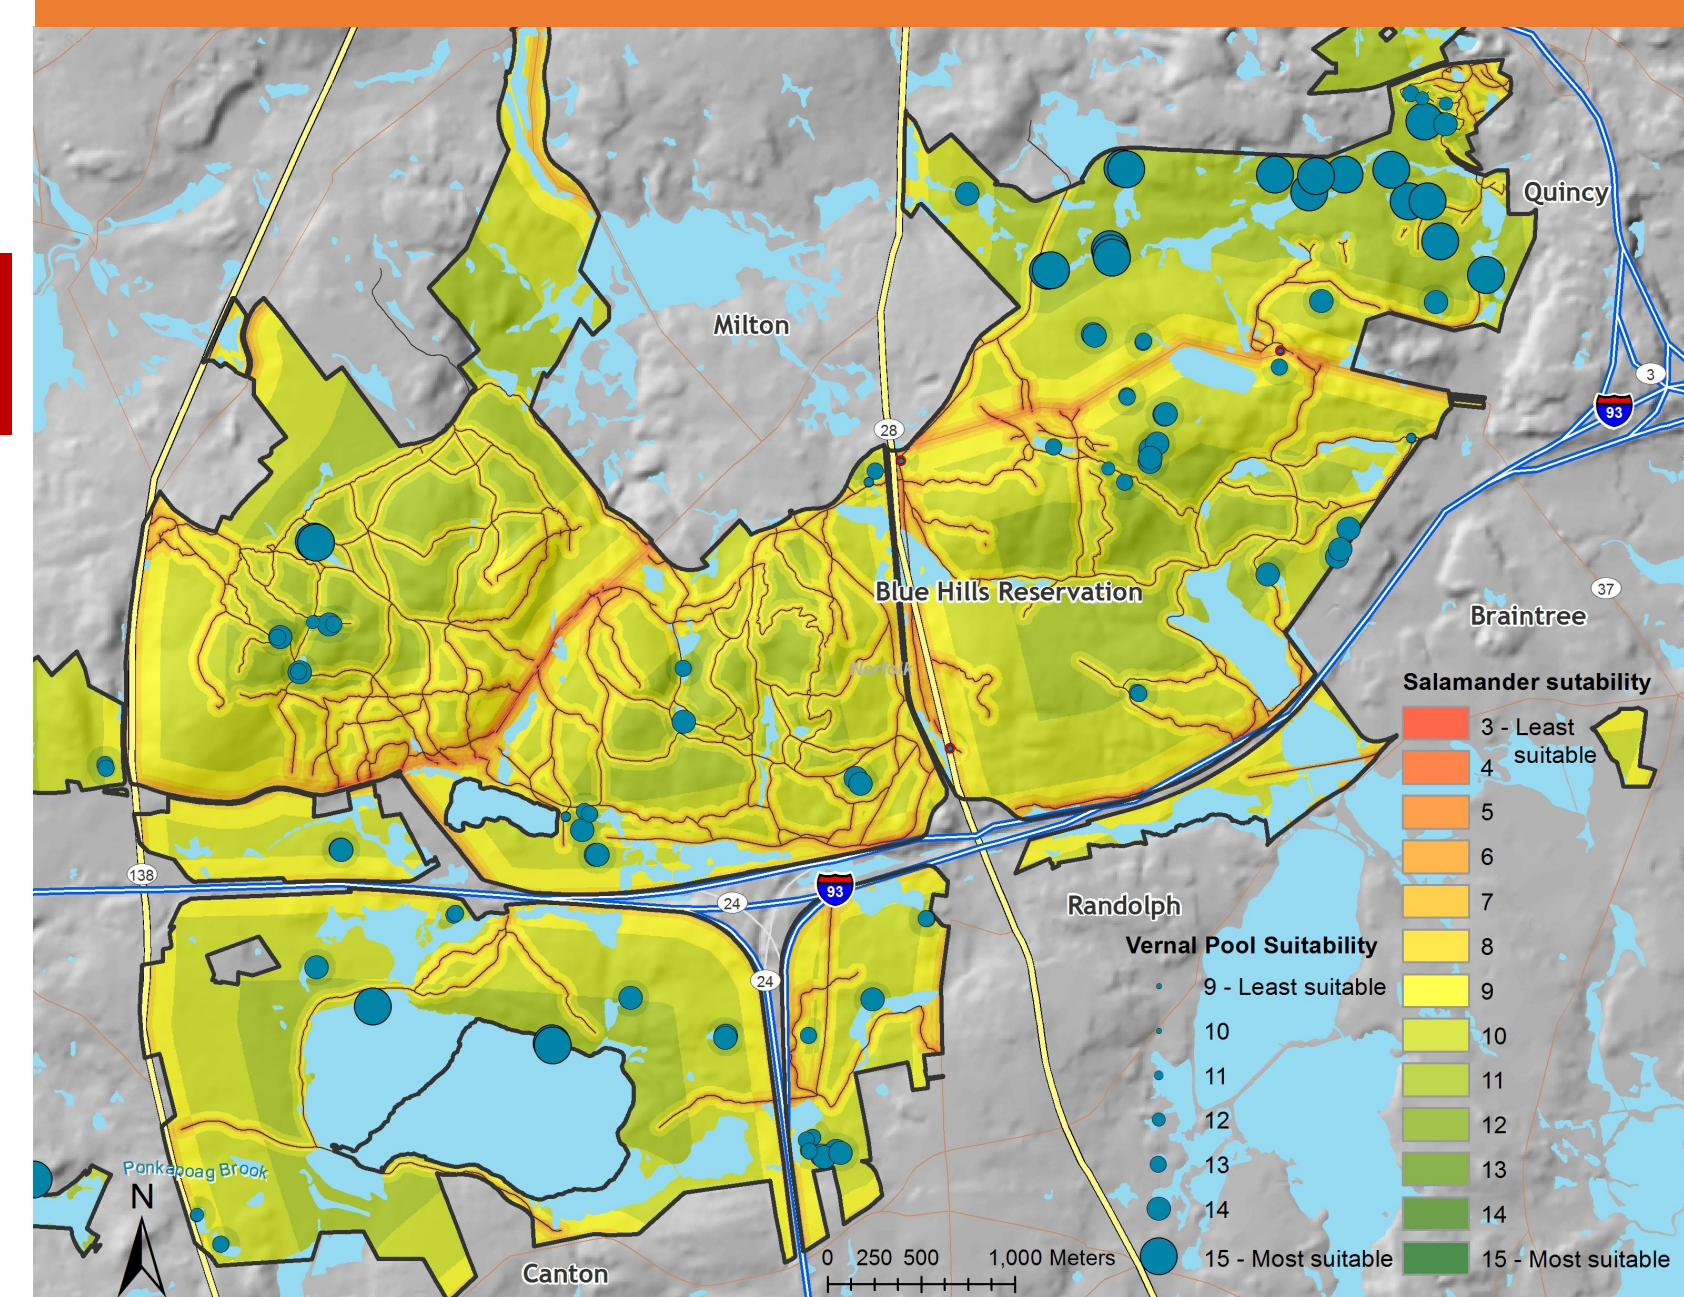 Quincy
3
93
Milton
28
Blue Hills Reservation
37
Braintree
Norfolk
Salamander sutability
3 - Least
suitable
4
5
6
7
8
9
10
11
12
13
14
15 - Most suitable
138
93
24
24
Randolph
Vernal Pool Suitability
9 - Least suitable
10
11
12
13
14
15 - Most suitable
Ponkapoag Brook
N
Canton
0 250 500 1,000 Meters